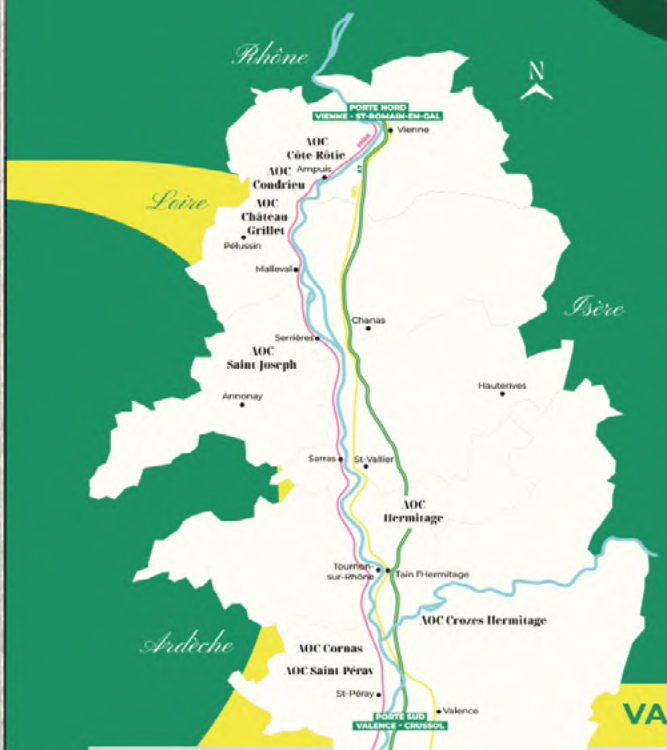 Rhône
N
PORTE NORD
VIENNE - ST-ROMAIN-EN-GAL
Vienne
AOC
Côte-Rôtie
Ampuis
AOC
Condrieu
Loire
AOC
Château-
Grillet
Pélussin
Malleval
Isère
Chanas
Serrières
AOC
Saint-Joseph
Hauterives
Annonay
Sarras
St-Vallier
AOC
Hermitage
Tournon-
sur-Rhône
Tain l'Hermitage
AOC Crozes-Hermitage
Ardèche
AOC Cornas
AOC Saint-Péray
St-Péray
Valence
VA
PORTE SUD
VALENCE - CRUSSOL